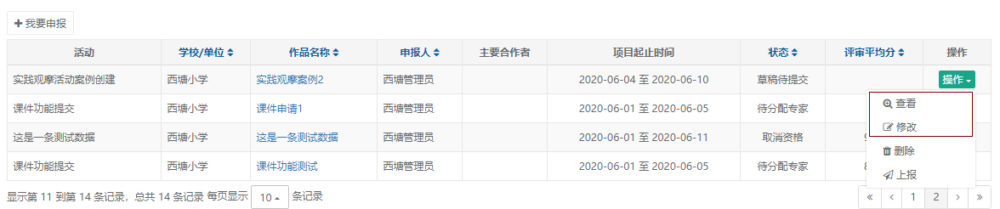 我要申报
活动 学校/单位 作品名称 申报人 主要合作者 项目起止时间 状态 评审平均分 操作
实践观摩活动案例创建 西塘小学 实践观摩案例2 西塘管理员 2020-06-04 至 2020-06-10 草稿待提交 操作
课件功能提交 西塘小学 课件申请1 西塘管理员 2020-06-01 至 2020-06-05 待分配专家
查看
这是一条测试数据 西塘小学 这是一条测试数据 西塘管理员 2020-06-01 至 2020-06-11 取消资格
修改
删除
课件功能提交 西塘小学 课件功能测试 西塘管理员 2020-06-01 至 2020-06-05 待分配专家 8
上报
显示第 11 到第 14 条记录，总共 14 条记录 每页显示 10 条记录 « ‹ 1 2 › »